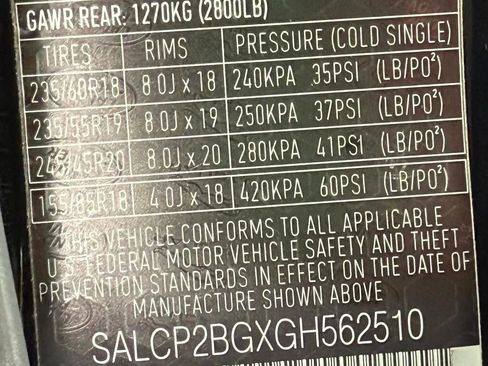 GAWR REAR: 1270KG (2800LB)
TIRES RIMS PRESSURE (COLD SINGLE)
235/60R18 8.0J x 18 240KPA 35PSI (LB/PO²)
235/55R19 8.0J x 19 250KPA 37PSI (LB/PO²)
245/45R20 8.0J x 20 280KPA 41PSI (LB/PO²)
155/85R18 4.0J x 18 420KPA 60PSI (LB/PO²)
THIS VEHICLE CONFORMS TO ALL APPLICABLE
U.S. FEDERAL MOTOR VEHICLE SAFETY AND THEFT
PREVENTION STANDARDS IN EFFECT ON THE DATE OF
MANUFACTURE SHOWN ABOVE
SALCP2BGXGH562510